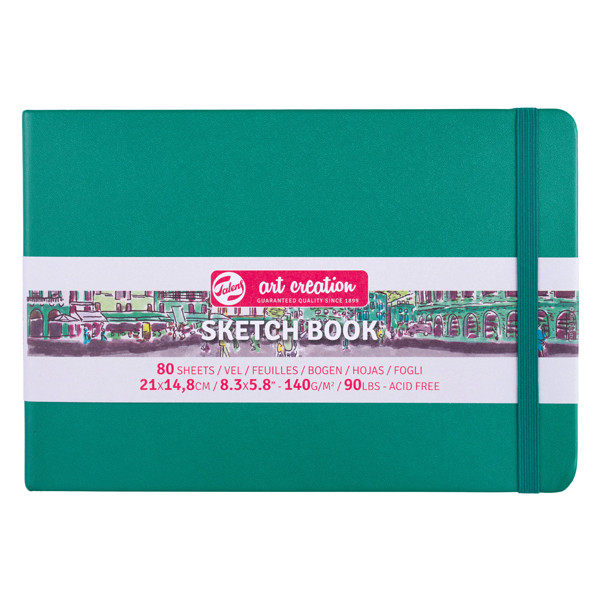 Talens
art creation
GUARANTEED QUALITY SINCE 1899
SKETCH BOOK
80 SHEETS / VEL / FEUILLES / BOGEN / HOJAS / FOGLI
21x14,8CM / 8.3x5.8" - 140G/M² / 90LBS - ACID FREE